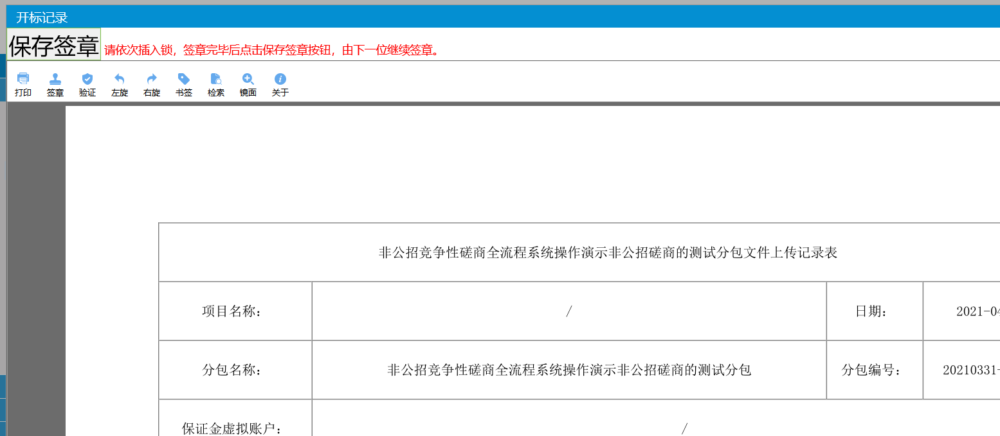 开标记录
保存签章 请依次插入锁，签章完毕后点击保存签章按钮，由下一位继续签章。
打印 签章 验证 左旋 右旋 书签 检索 镜面 关于
非公招竞争性磋商全流程系统操作演示非公招磋商的测试分包文件上传记录表
项目名称： / 日期： 2021-04
分包名称： 非公招竞争性磋商全流程系统操作演示非公招磋商的测试分包 分包编号： 20210331-
保证金虚拟账户： /